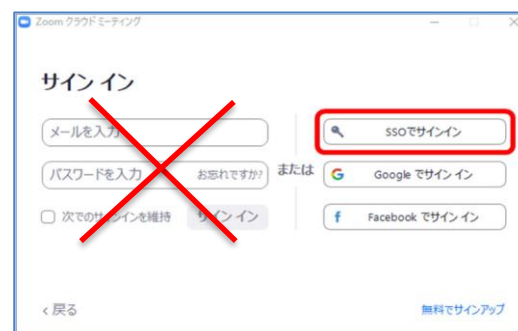 Zoom クラウド ミーティング
サイン イン
メールを入力
パスワードを入力
お忘れですか?
次でのサインインを維持
サイン イン
または
SSOでサインイン
Google でサイン イン
Facebook でサイン イン
戻る
無料でサインアップ